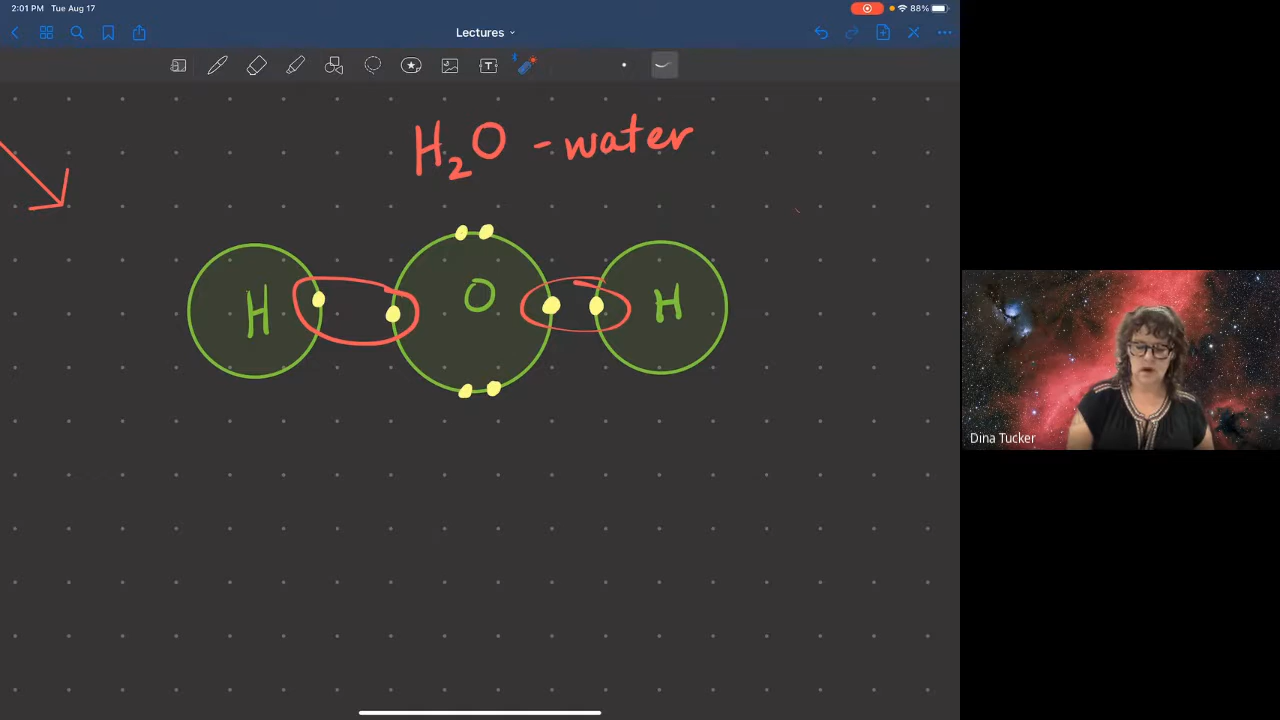 2:01 PM Tue Aug 17
88%
Lectures
T
H₂O - water
H
O
H
Dina Tucker